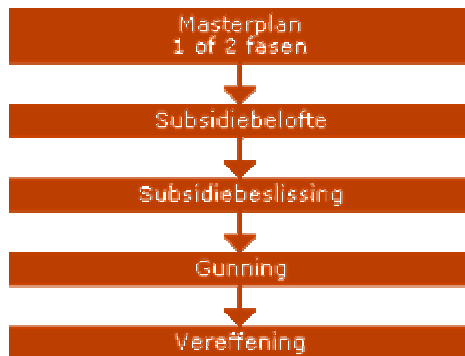 Masterplan
1 of 2 fasen
Subsidiebelofte
Subsidiebeslissing
Gunning
Vereffening